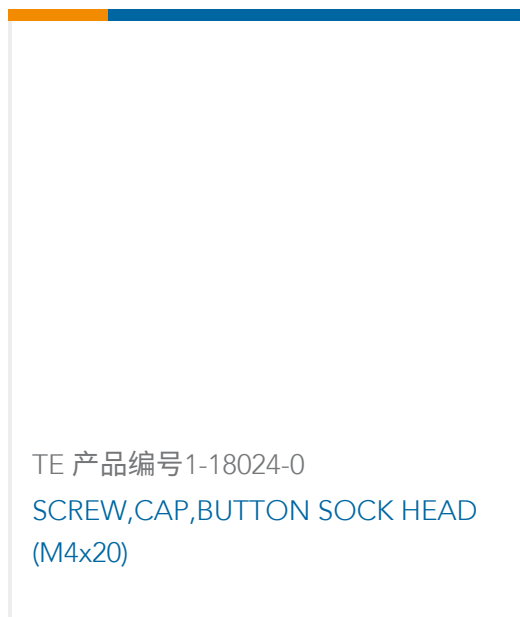 TE 产品编号1-18024-0
SCREW,CAP,BUTTON SOCK HEAD
(M4x20)